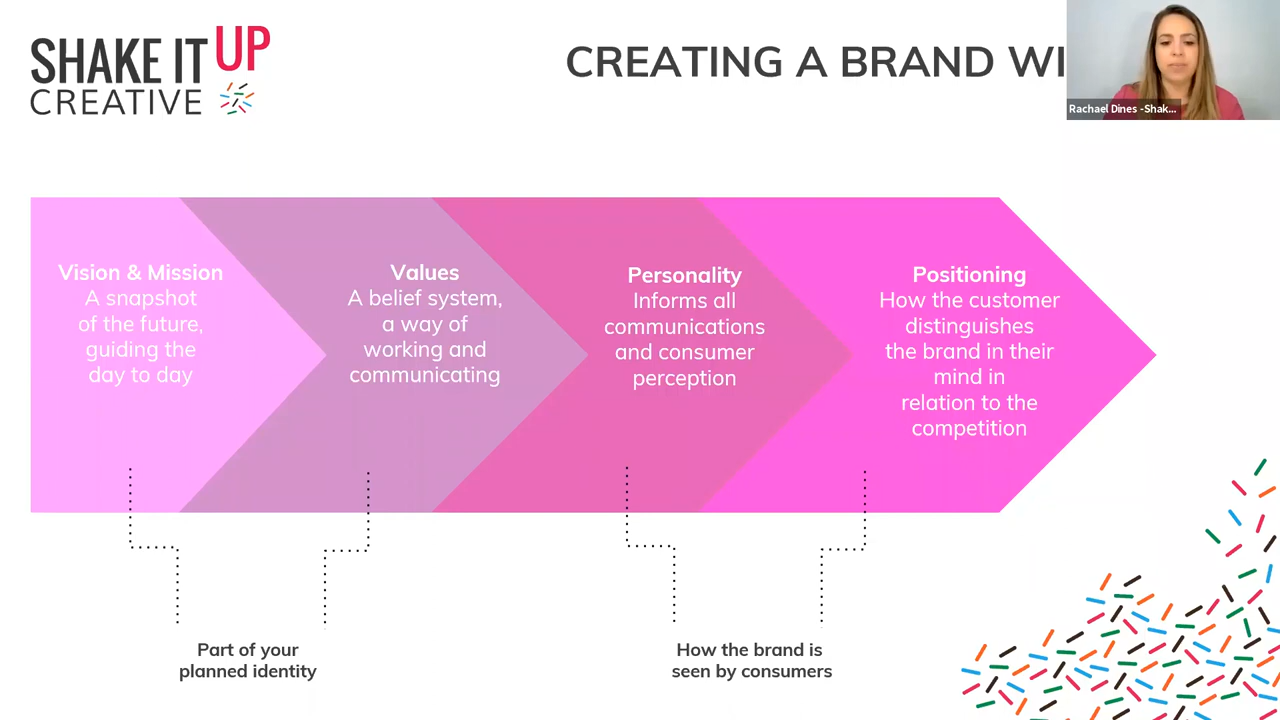 SHAKE IT UP
CREATIVE
CREATING A BRAND WI
Rachael Dines -Shak...
Vision & Mission
A snapshot
of the future,
guiding the
day to day
Values
A belief system,
a way of
working and
communicating
Personality
Informs all
communications
and consumer
perception
Positioning
How the customer
distinguishes
the brand in their
mind in
relation to the
competition
Part of your
planned identity
How the brand is
seen by consumers